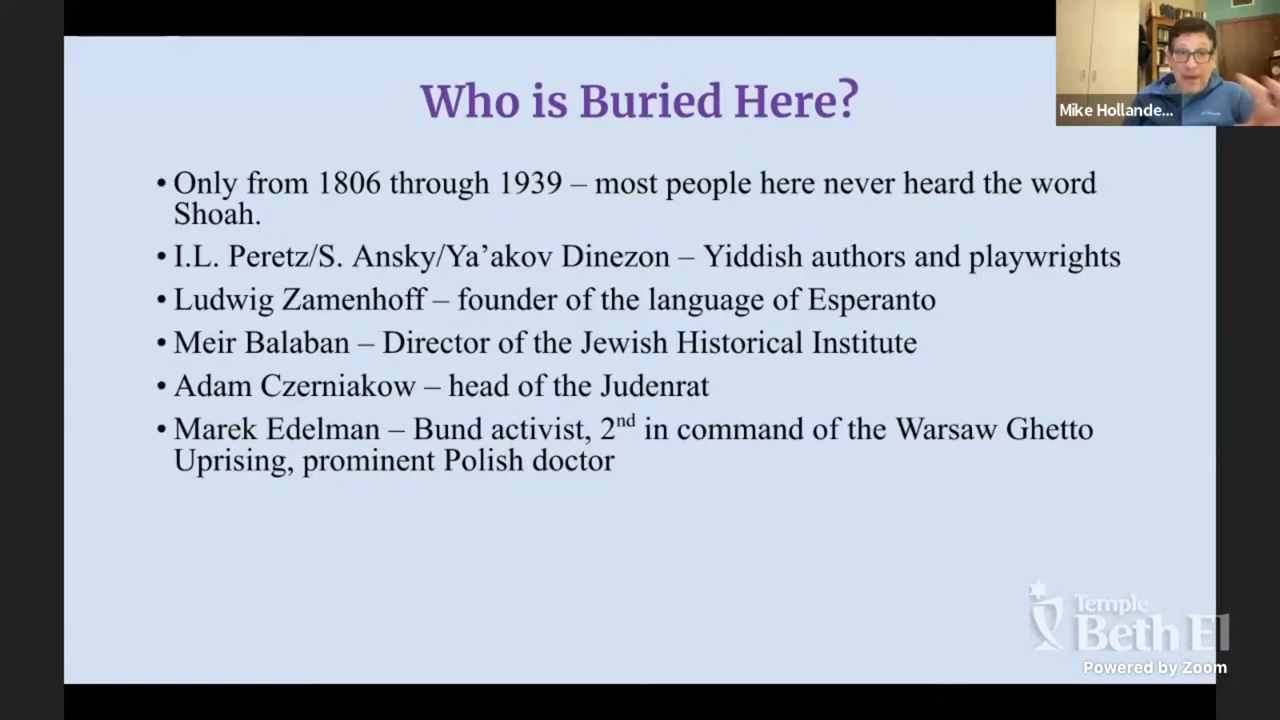 Who is Buried Here?
Mike Hollande...
• Only from 1806 through 1939 – most people here never heard the word
Shoah.
• I.L. Peretz/S. Ansky/Ya’akov Dinezon – Yiddish authors and playwrights
• Ludwig Zamenhoff – founder of the language of Esperanto
• Meir Balaban – Director of the Jewish Historical Institute
• Adam Czerniakow – head of the Judenrat
• Marek Edelman – Bund activist, 2nd in command of the Warsaw Ghetto
Uprising, prominent Polish doctor
Temple
Beth El
Powered by Zoom